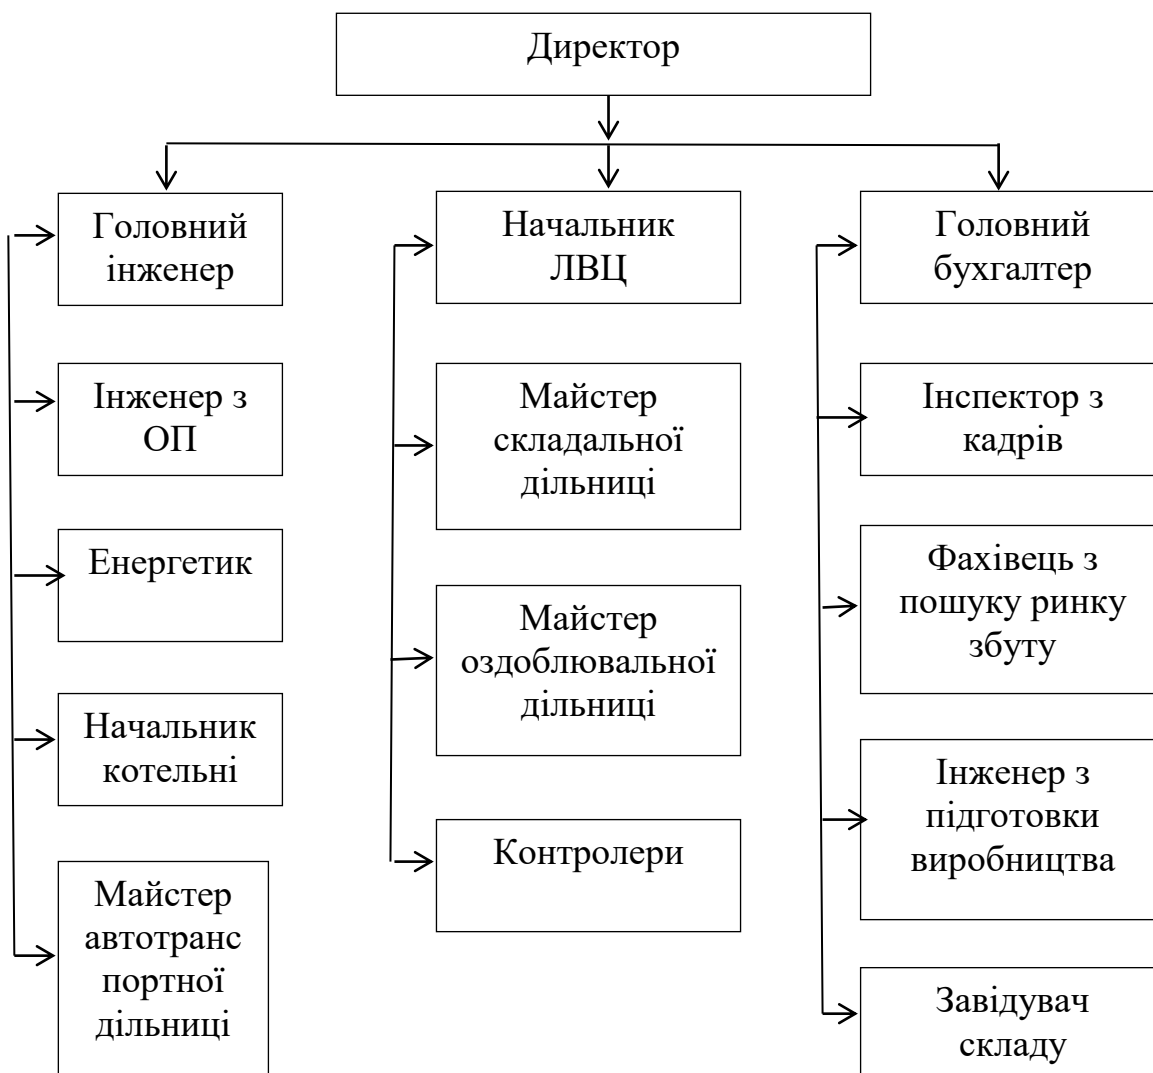 Директор
Головний
інженер
Інженер з
ОП
Енергетик
Начальник
котельні
Майстер
автотранс
портної
дільниці
Начальник
ЛВЦ
Майстер
складальної
дільниці
Майстер
оздоблювальної
дільниці
Контролери
Головний
бухгалтер
Інспектор з
кадрів
Фахівець з
пошуку ринку
збуту
Інженер з
підготовки
виробництва
Завідувач
складу